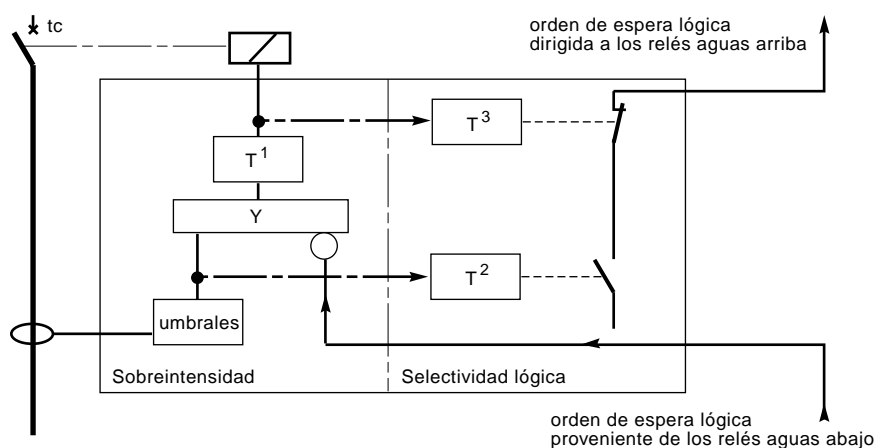 tc
orden de espera lógica
dirigida a los relés aguas arriba
T³
T¹
Y
T²
umbrales
Sobreintensidad
Selectividad lógica
orden de espera lógica
proveniente de los relés aguas abajo